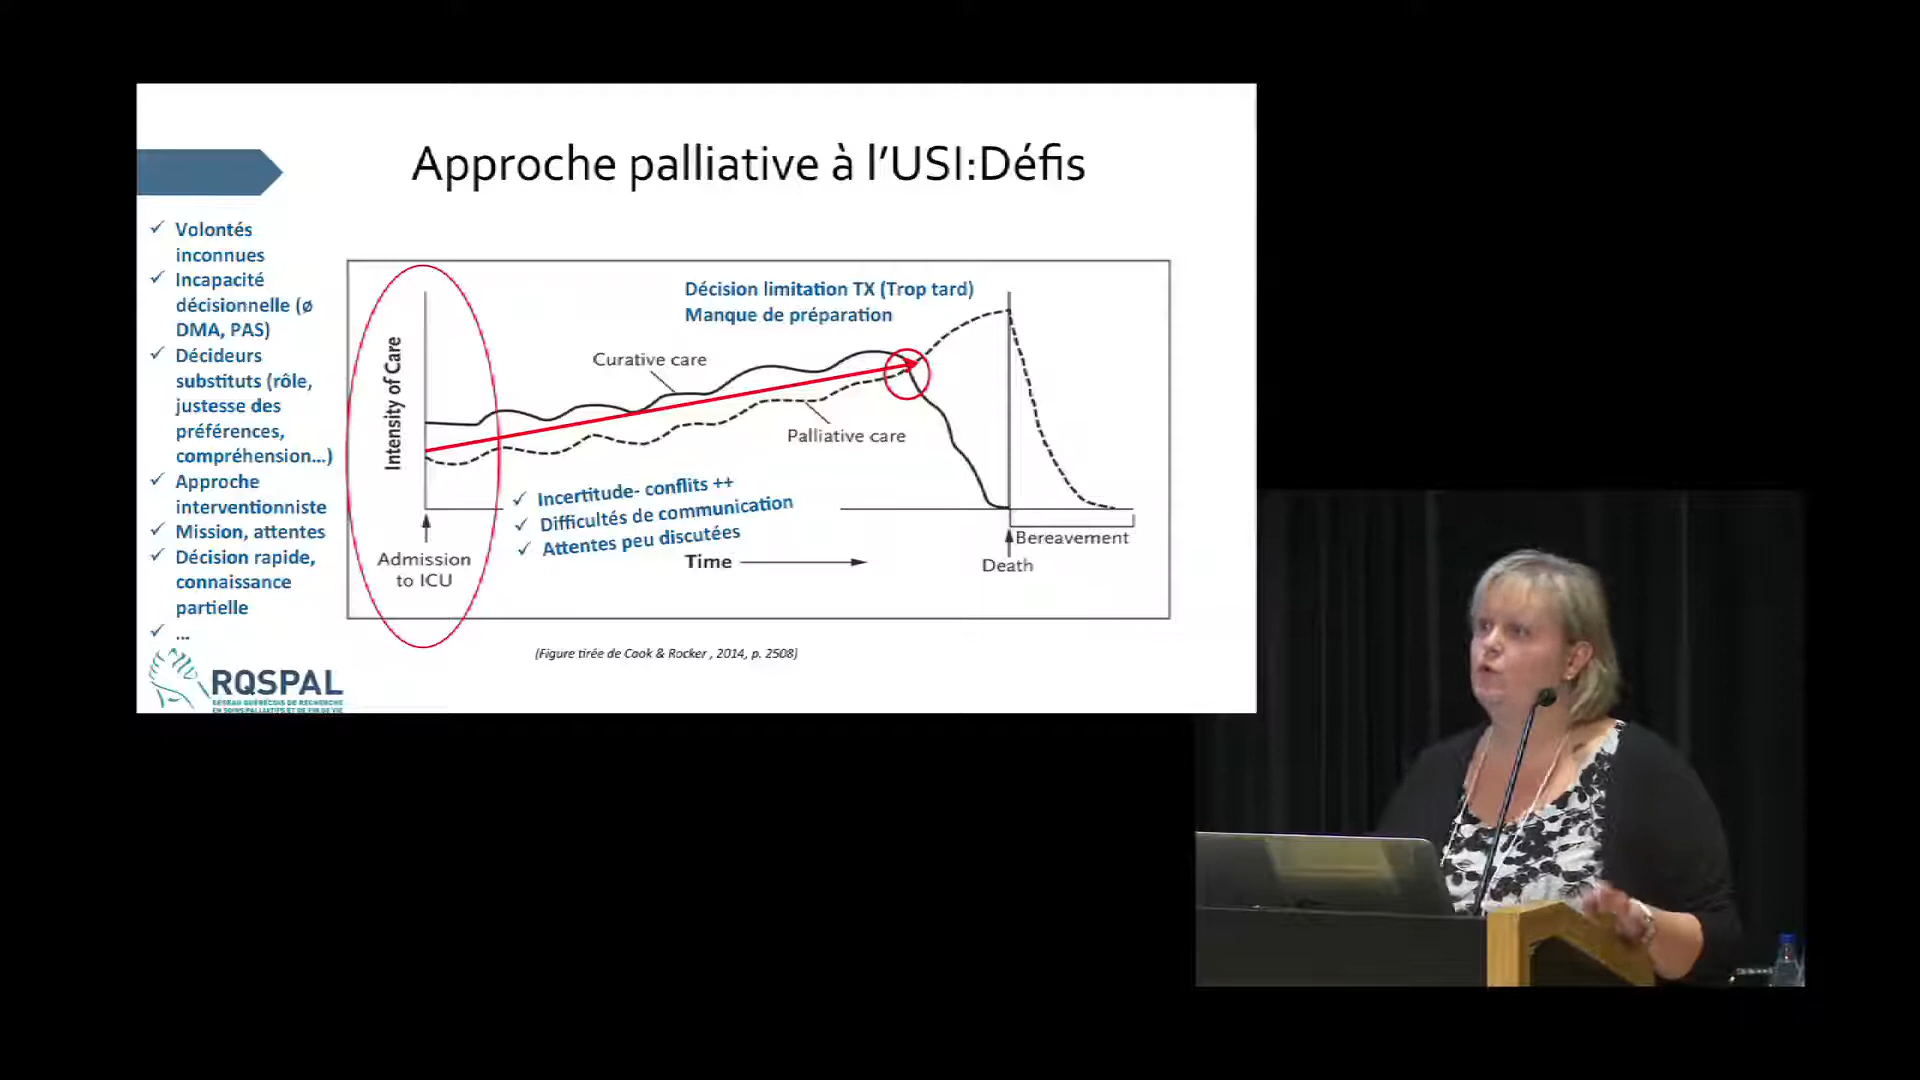 Approche palliative à l'USI:Défis
✓ Volontés
inconnues
✓ Incapacité
décisionnelle (ø
DMA, PAS)
✓ Décideurs
substituts (rôle,
justesse des
préférences,
compréhension...)
✓ Approche
interventionniste
✓ Mission, attentes
✓ Décision rapide,
connaissance
partielle
✓ ...
Décision limitation TX (Trop tard)
Manque de préparation
Intensity of Care
Curative care
Palliative care
✓ Incertitude- conflits ++
✓ Difficultés de communication
✓ Attentes peu discutées
Admission
to ICU
Time
Bereavement
Death
(Figure tirée de Cook & Rocker , 2014, p. 2508)
RQSPAL
RÉSEAU QUÉBÉCOIS DE RECHERCHE
EN SOINS PALLIATIFS ET DE FIN DE VIE